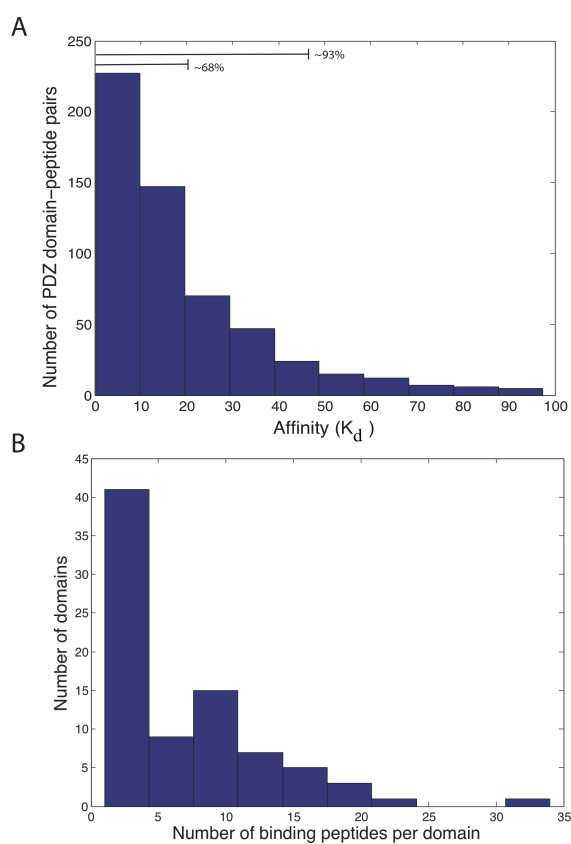 A
250
200
150
100
50
0
~93%
~68%
Number of PDZ domain-peptide pairs
0 10 20 30 40 50 60 70 80 90 100
Affinity (Kd )
B
45
40
35
30
25
20
15
10
5
0
Number of domains
0 5 10 15 20 25 30 35
Number of binding peptides per domain